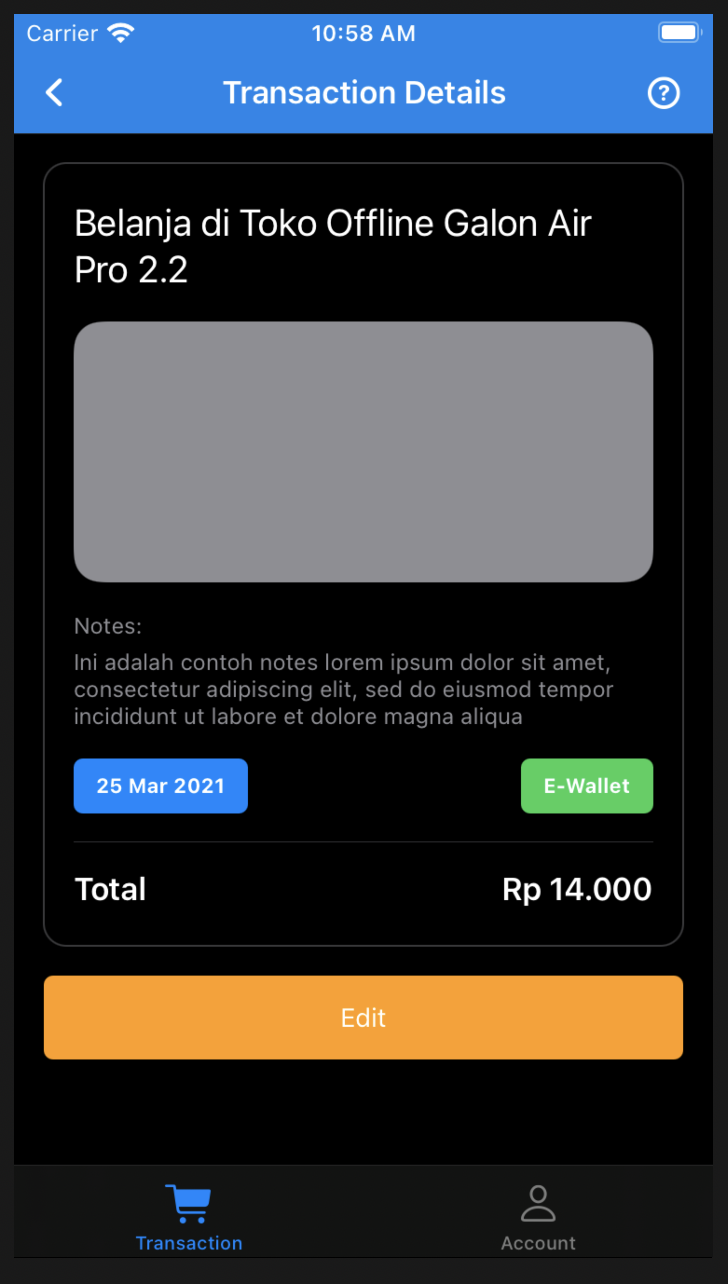 Carrier 10:58 AM
Transaction Details ?
Belanja di Toko Offline Galon Air
Pro 2.2
Notes:
Ini adalah contoh notes lorem ipsum dolor sit amet,
consectetur adipiscing elit, sed do eiusmod tempor
incididunt ut labore et dolore magna aliqua
25 Mar 2021 E-Wallet
Total Rp 14.000
Edit
Transaction Account